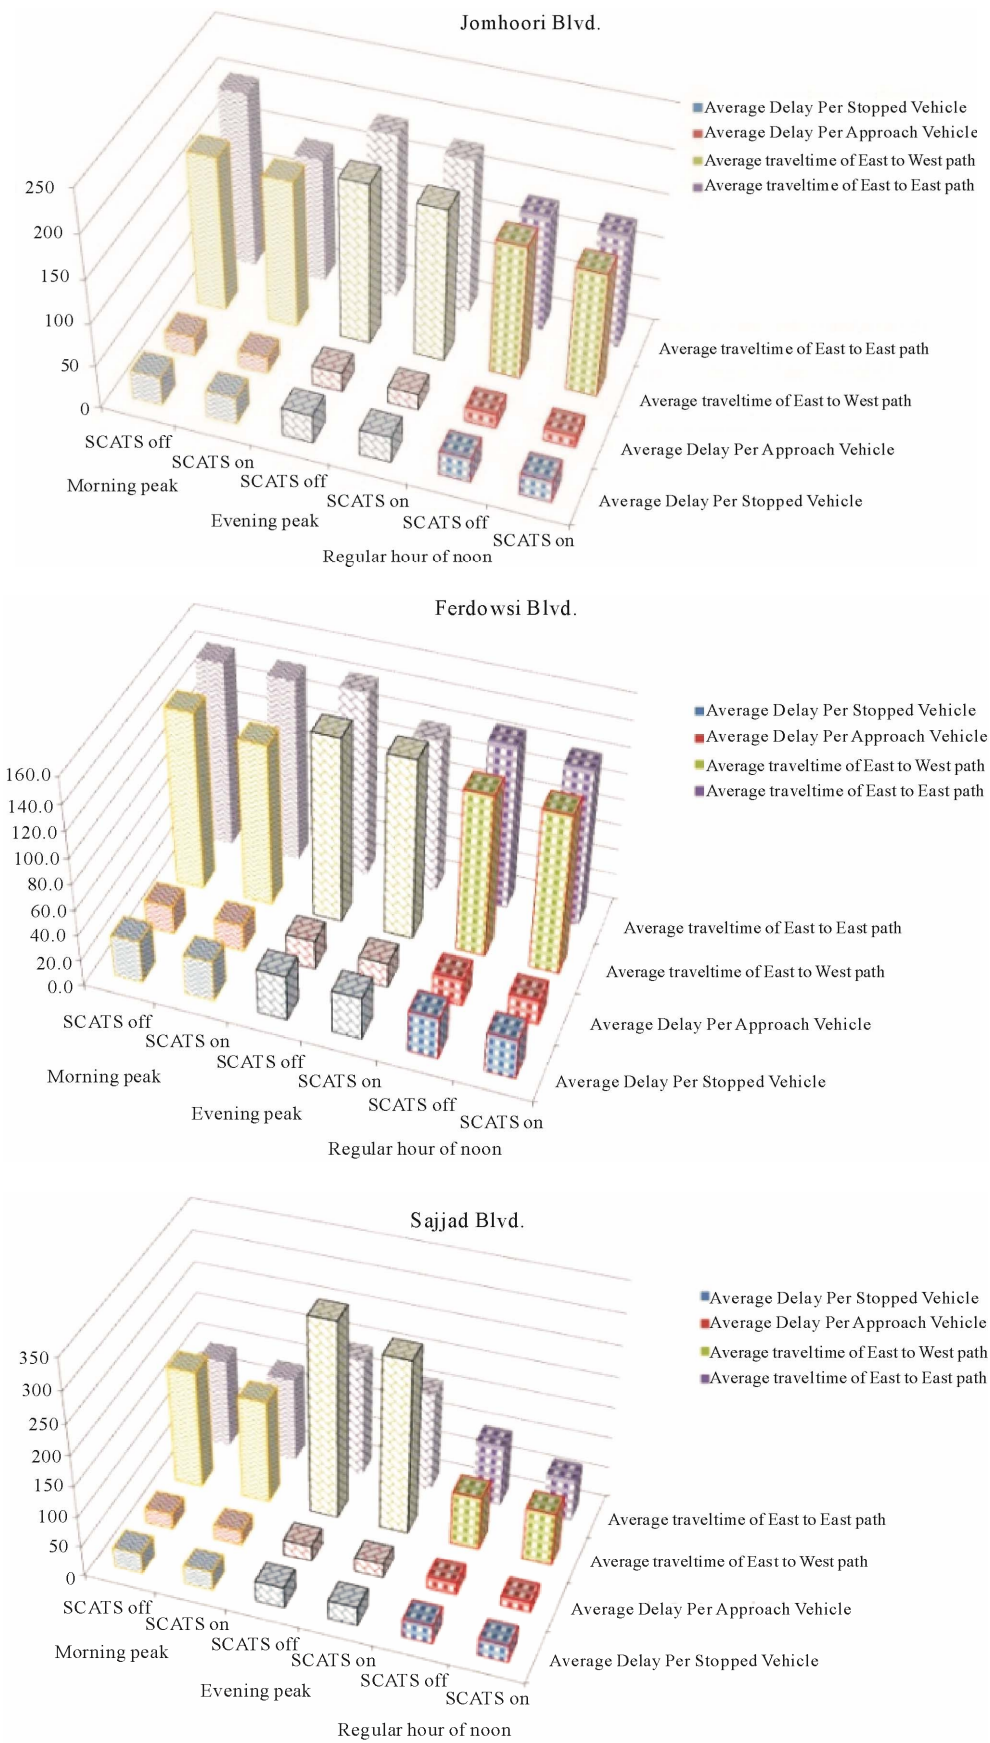 Jomhoori Blvd.
Average Delay Per Stopped Vehicle
Average Delay Per Approach Vehicle
Average traveltime of East to West path
Average traveltime of East to East path
250
200
150
100
50
0
SCATS off
SCATS on
SCATS off
SCATS on
SCATS off
SCATS on
Morning peak
Evening peak
Regular hour of noon
Average traveltime of East to East path
Average traveltime of East to West path
Average Delay Per Approach Vehicle
Average Delay Per Stopped Vehicle
Ferdowsi Blvd.
Average Delay Per Stopped Vehicle
Average Delay Per Approach Vehicle
Average traveltime of East to West path
Average traveltime of East to East path
160.0
140.0
120.0
100.0
80.0
60.0
40.0
20.0
0.0
SCATS off
SCATS on
SCATS off
SCATS on
SCATS off
SCATS on
Morning peak
Evening peak
Regular hour of noon
Average traveltime of East to East path
Average traveltime of East to West path
Average Delay Per Approach Vehicle
Average Delay Per Stopped Vehicle
Sajjad Blvd.
Average Delay Per Stopped Vehicle
Average Delay Per Approach Vehicle
Average traveltime of East to West path
Average traveltime of East to East path
350
300
250
200
150
100
50
0
SCATS off
SCATS on
SCATS off
SCATS on
SCATS off
SCATS on
Morning peak
Evening peak
Regular hour of noon
Average traveltime of East to East path
Average traveltime of East to West path
Average Delay Per Approach Vehicle
Average Delay Per Stopped Vehicle